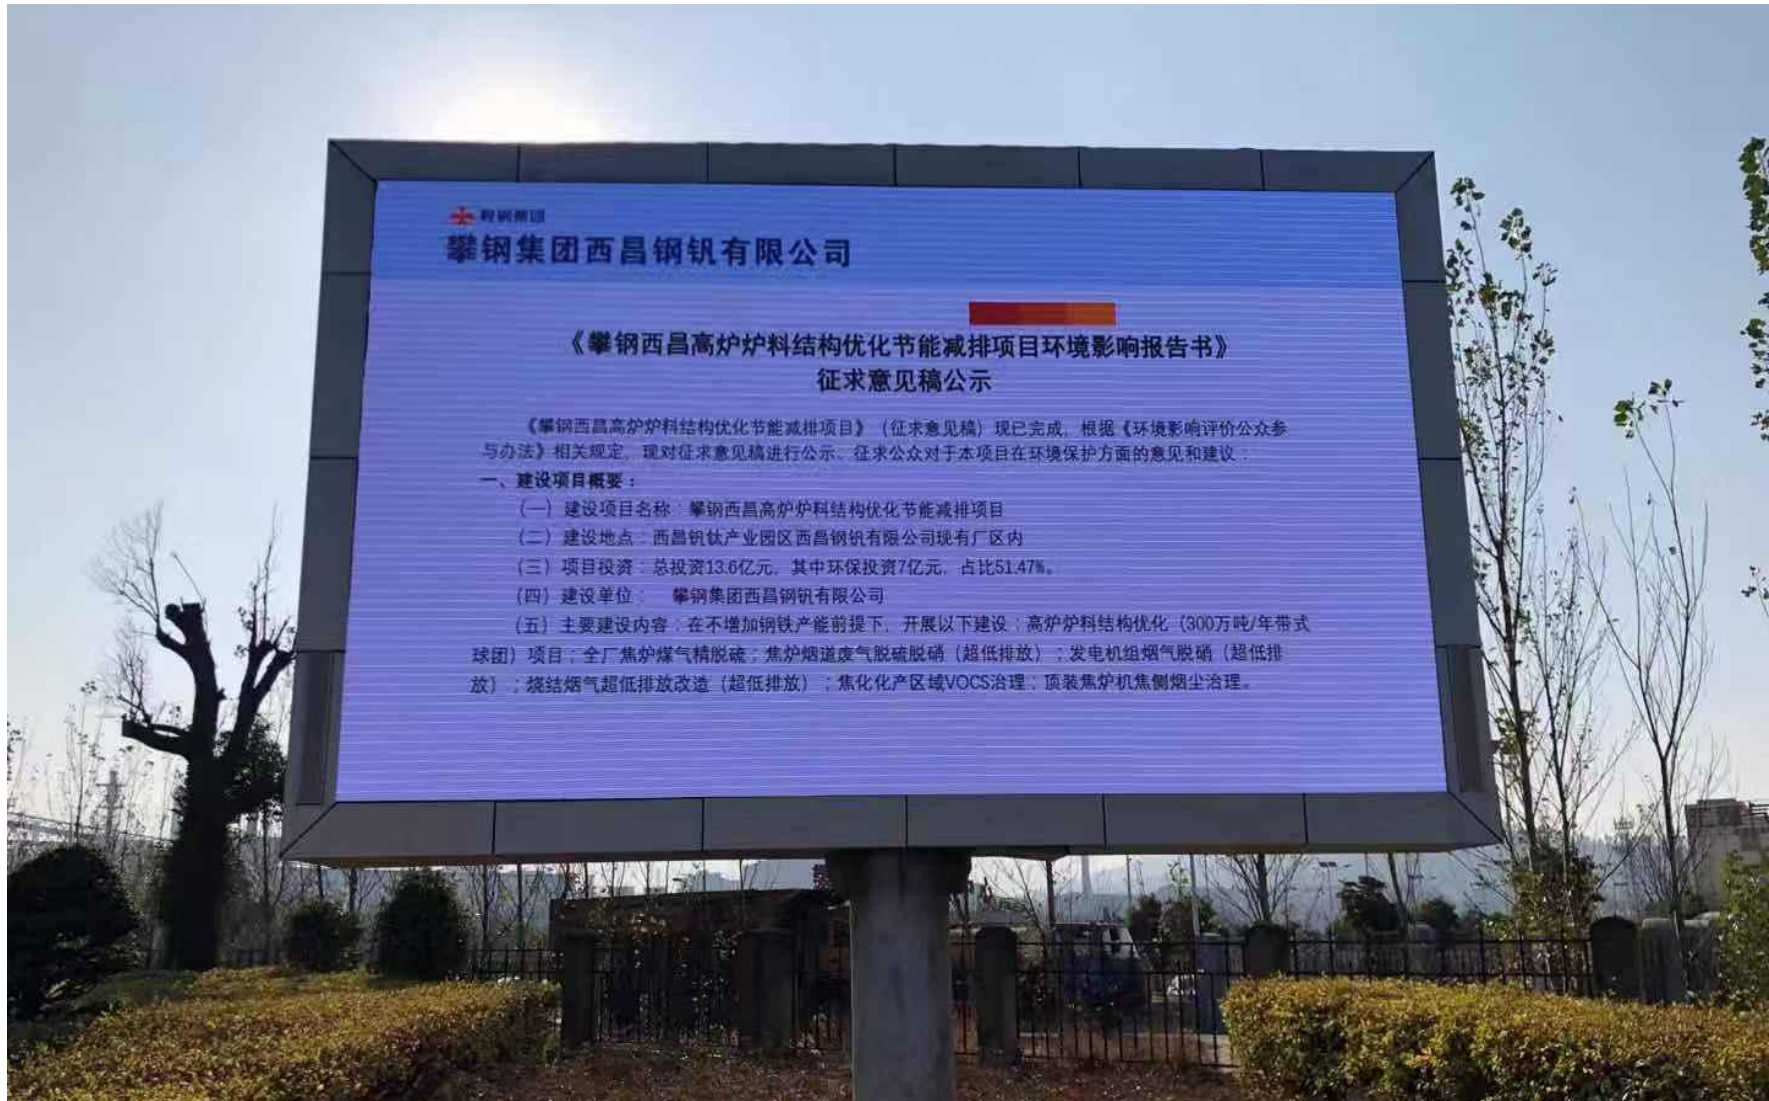 鞍钢集团
攀钢集团西昌钢钒有限公司
《攀钢西昌高炉炉料结构优化节能减排项目环境影响报告书》
征求意见稿公示
《攀钢西昌高炉炉料结构优化节能减排项目》（征求意见稿）现已完成，根据《环境影响评价公众参
与办法》相关规定，现对征求意见稿进行公示，征求公众对于本项目在环境保护方面的意见和建议：
一、建设项目概要：
（一）建设项目名称：攀钢西昌高炉炉料结构优化节能减排项目
（二）建设地点：西昌钒钛产业园区西昌钢钒有限公司现有厂区内
（三）项目投资：总投资13.6亿元，其中环保投资7亿元，占比51.47%。
（四）建设单位： 攀钢集团西昌钢钒有限公司
（五）主要建设内容：在不增加钢铁产能前提下，开展以下建设：高炉炉料结构优化（300万吨/年带式
球团）项目；全厂焦炉煤气精脱硫；焦炉烟道废气脱硫脱硝（超低排放）；发电机组烟气脱硝（超低排
放）；烧结烟气超低排放改造（超低排放）；焦化化产区域VOCS治理；顶装焦炉机焦侧烟尘治理。